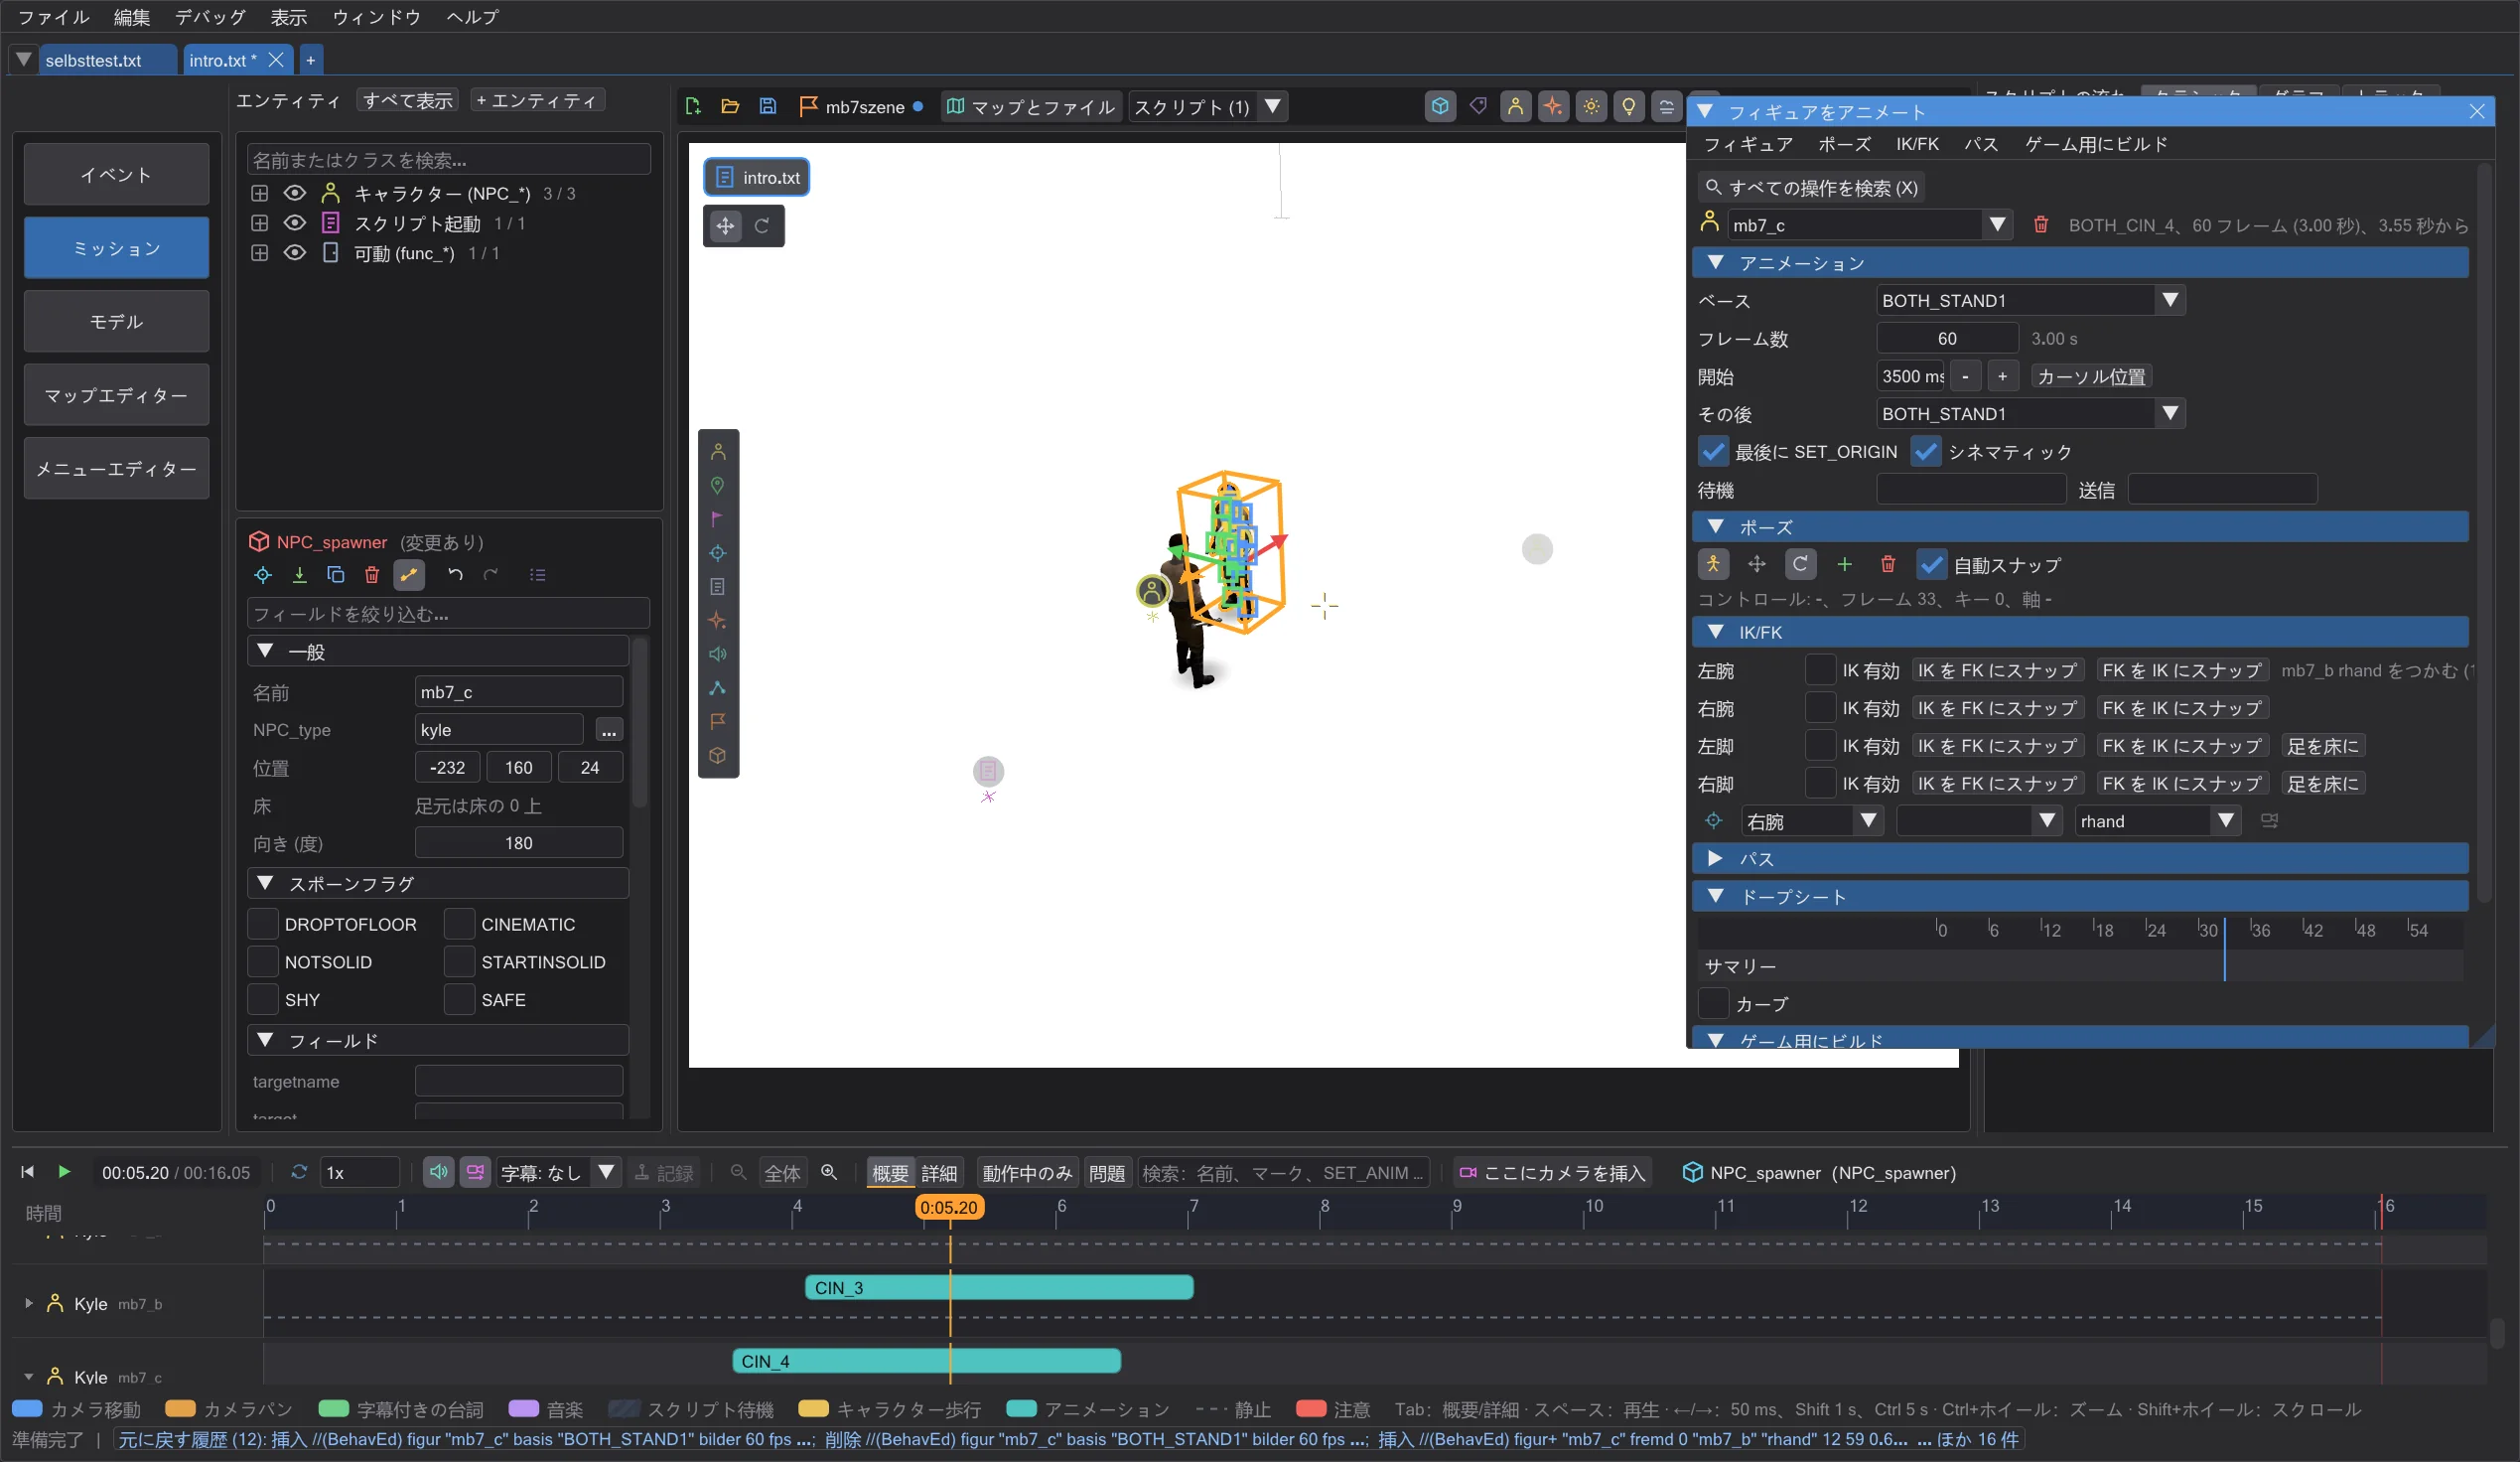 ファイル 編集 デバッグ 表示 ウィンドウ ヘルプ
selbsttest.txt intro.txt * +
エンティティ すべて表示 + エンティティ
mb7szene マップとファイル スクリプト (1)
イベント
ミッション
モデル
マップエディター
メニューエディター
名前またはクラスを検索...
キャラクター (NPC_*) 3 / 3
スクリプト起動 1 / 1
可動 (func_*) 1 / 1
NPC_spawner (変更あり)
フィールドを絞り込む...
一般
名前 mb7_c
NPC_type kyle ...
位置 -232 160 24
床 足元は床の 0 上
向き (度) 180
スポーンフラグ
DROPTOFLOOR CINEMATIC
NOTSOLID STARTINSOLID
SHY SAFE
フィールド
targetname
intro.txt
フィギュアをアニメート
フィギュア ポーズ IK/FK パス ゲーム用にビルド
すべての操作を検索 (X)
mb7_c BOTH_CIN_4、60 フレーム (3.00 秒)、3.55 秒から
アニメーション
ベース BOTH_STAND1
フレーム数 60 3.00 s
開始 3500 ms - + カーソル位置
その後 BOTH_STAND1
最後に SET_ORIGIN シネマティック
待機 送信
ポーズ
自動スナップ
コントロール: -、フレーム 33、キー 0、軸 -
IK/FK
左腕 IK 有効 IK を FK にスナップ FK を IK にスナップ mb7_b rhand をつかむ (
右腕 IK 有効 IK を FK にスナップ FK を IK にスナップ
左脚 IK 有効 IK を FK にスナップ FK を IK にスナップ 足を床に
右脚 IK 有効 IK を FK にスナップ FK を IK にスナップ 足を床に
右腕 rhand
パス
ドープシート
0 6 12 18 24 30 36 42 48 54
サマリー
カーブ
ゲーム用にビルド
00:05.20 / 00:16.05 1x 字幕: なし 記録 全体 概要 詳細 動作中のみ 問題 検索: 名前、マーク、SET_ANIM ... ここにカメラを挿入 NPC_spawner (NPC_spawner)
時間 0 1 2 3 4 0:05.20 6 7 8 9 10 11 12 13 14 15 16
CIN_3
Kyle mb7_b
CIN_4
Kyle mb7_c
カメラ移動 カメラパン 字幕付きの台詞 音楽 スクリプト待機 キャラクター歩行 アニメーション 静止 注意 Tab: 概要/詳細 · スペース: 再生 · ←/→: 50 ms、Shift 1 s、Ctrl 5 s · Ctrl+ホイール: ズーム · Shift+ホイール: スクロール
準備完了 | 元に戻す履歴 (12): 挿入 //(BehavEd) figur "mb7_c" basis "BOTH_STAND1" bilder 60 fps ...; 削除 //(BehavEd) figur "mb7_c" basis "BOTH_STAND1" bilder 60 fps ...; 挿入 //(BehavEd) figur+ "mb7_c" fremd 0 "mb7_b" "rhand" 12 59 0.6... ... ほか 16 件